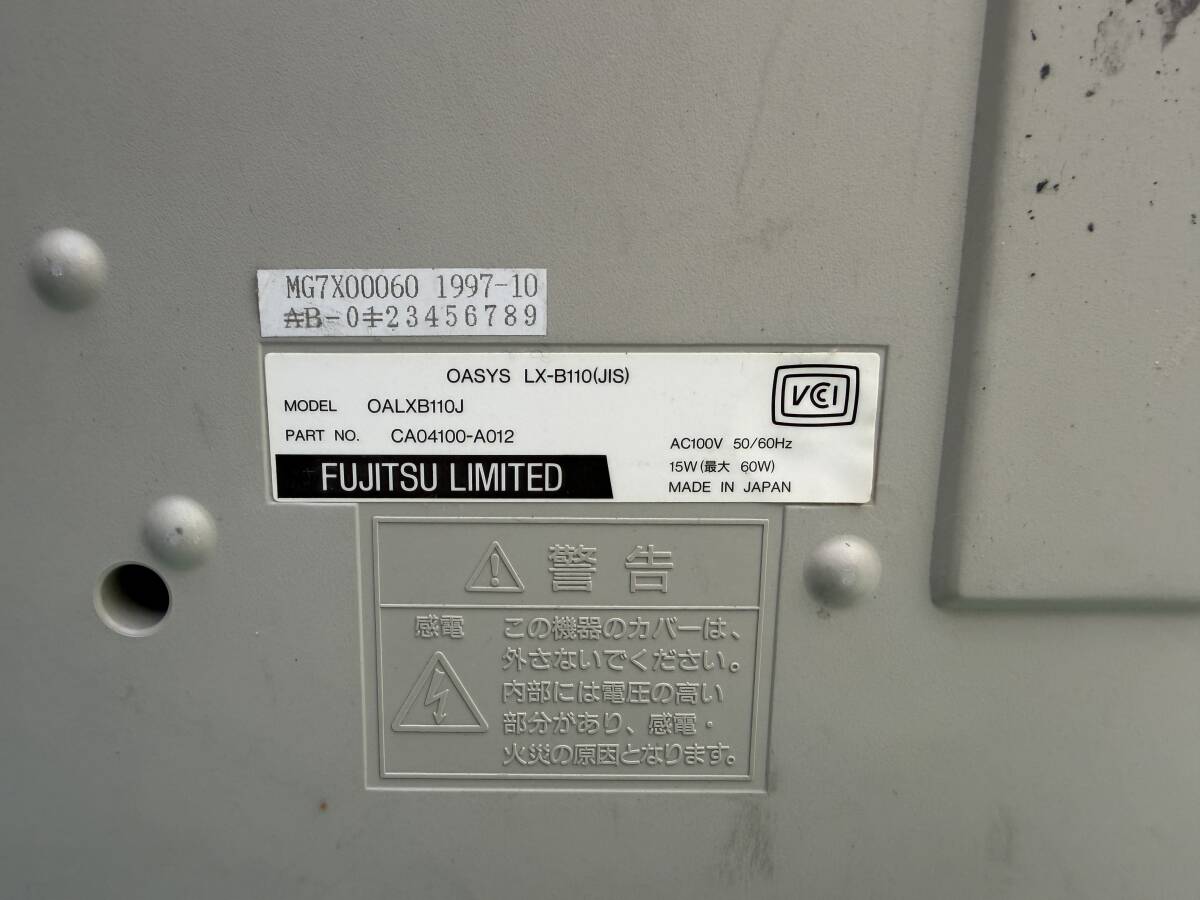 MG7X00060 1997-10
AB-0123456789
OASYS LX-B110(JIS)
MODEL OALXB110J
PART NO. CA04100-A012
VCCI
AC100V 50/60Hz
15W(最大 60W)
FUJITSU LIMITED
MADE IN JAPAN
警告
感電
この機器のカバーは、
外さないでください。
内部には電圧の高い
部分があり、感電・
火災の原因となります。